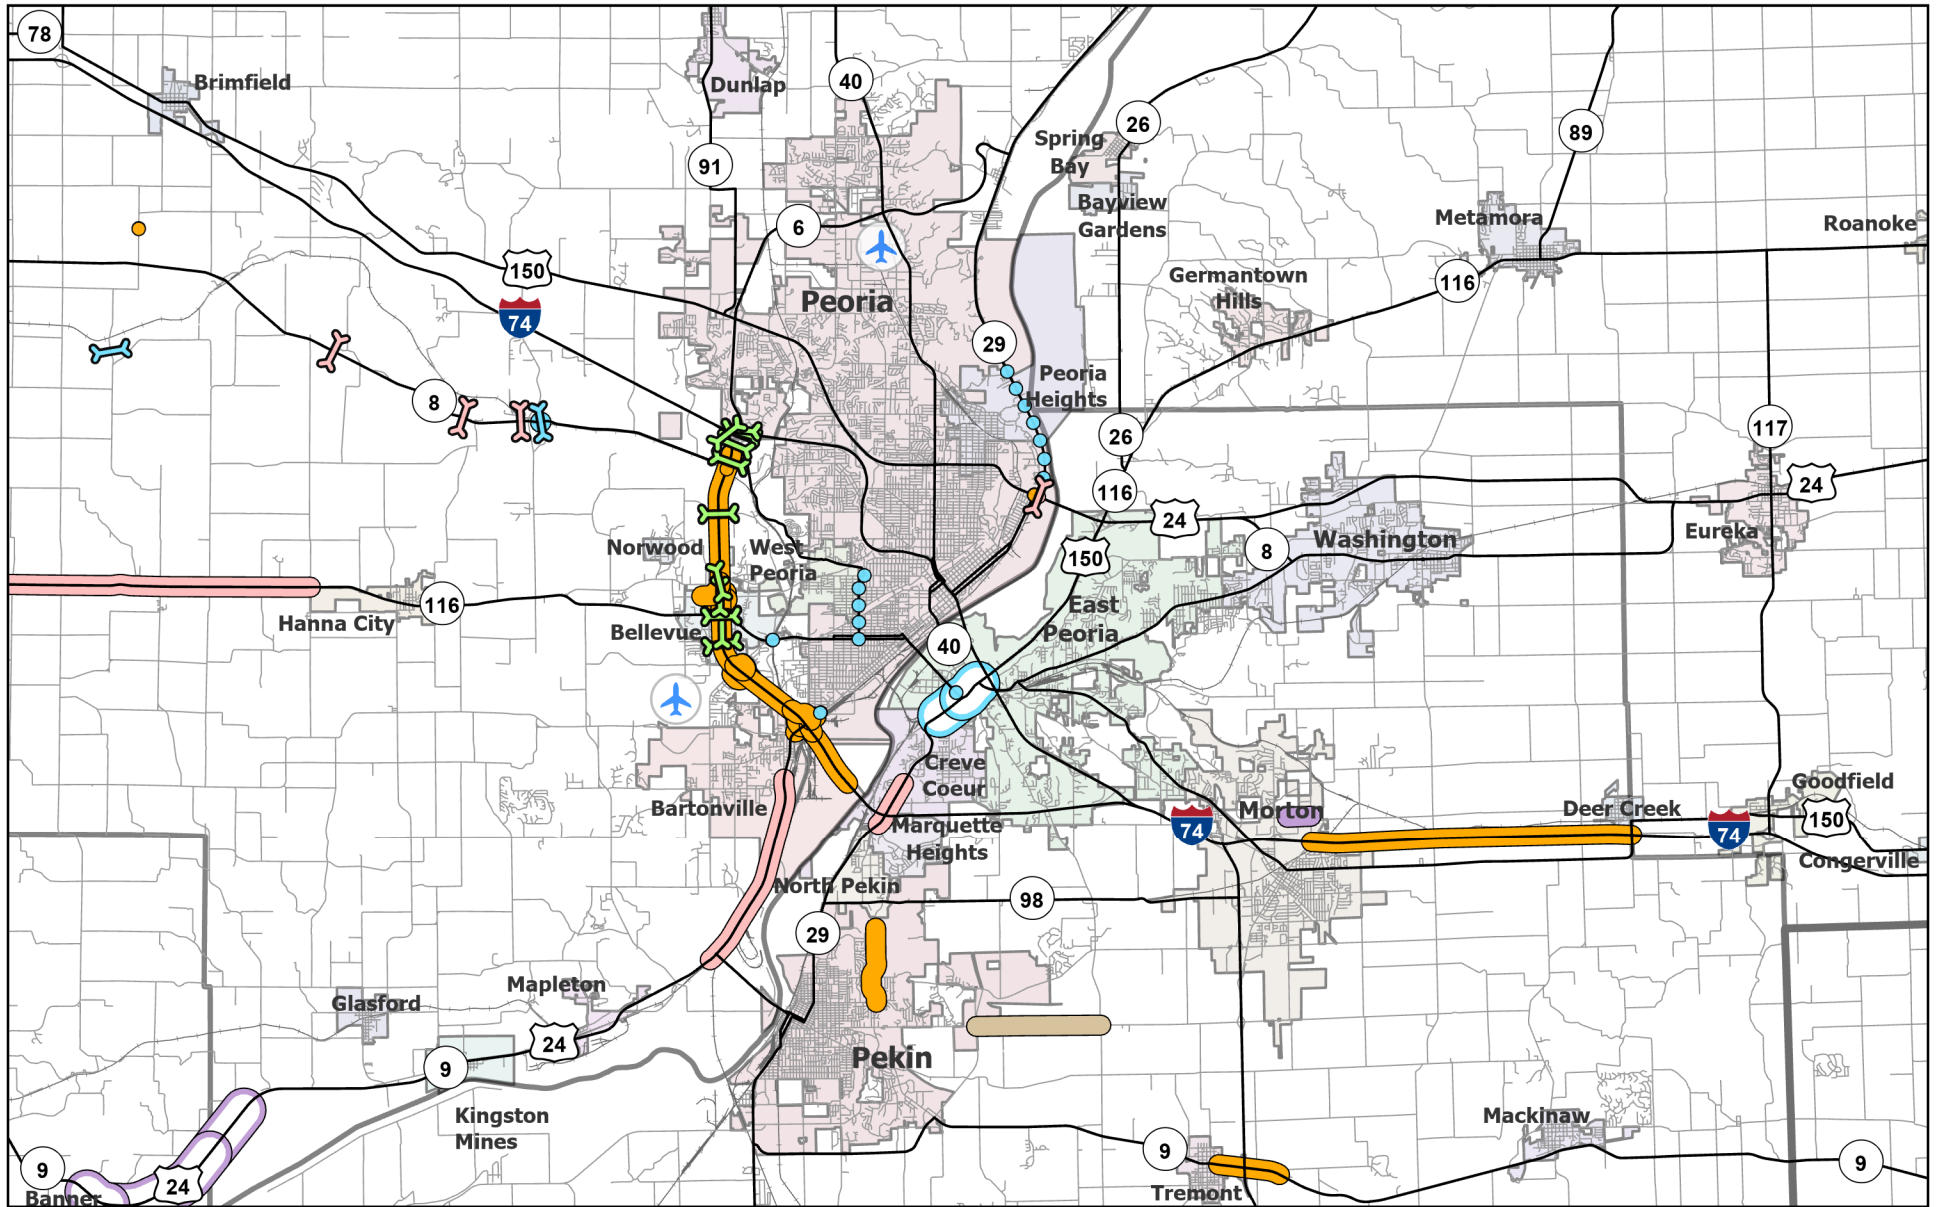 78
Brimfield
Dunlap
40
26
89
Spring
Bay
91
Bayview
Gardens
Metamora
Roanoke
6
150
Germantown
Hills
116
Peoria
74
29
Peoria
Heights
8
26
117
116
24
24
150
8
Washington
Eureka
Norwood
West
Peoria
116
Hanna City
Bellevue
East
Peoria
40
Creve
Coeur
Bartonville
Goodfield
Morton
Deer Creek
74
74
150
Marquette
Heights
Congerville
North Pekin
98
29
Mapleton
Glasford
24
Pekin
9
Kingston
Mines
Mackinaw
9
9
9
24
Banner
Tremont